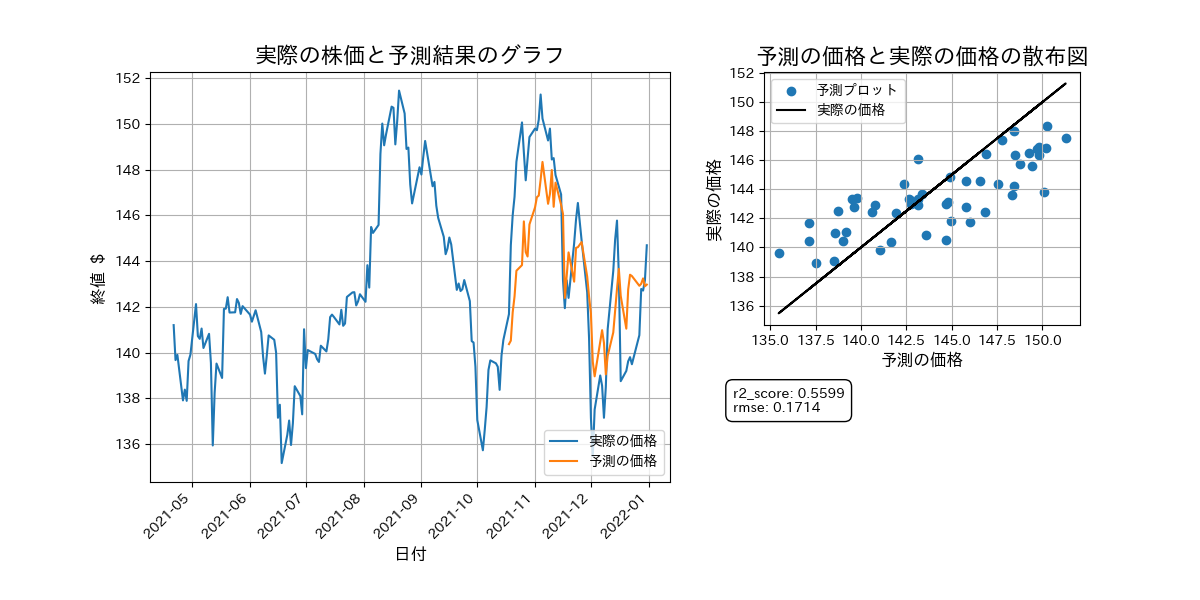 実際の株価と予測結果のグラフ
152
150
148
146
144
142
140
138
136
終値 $
2021-05
2021-06
2021-07
2021-08
2021-09
2021-10
2021-11
2021-12
2022-01
日付
実際の価格
予測の価格
予測の価格と実際の価格の散布図
予測プロット
実際の価格
152
150
148
146
144
142
140
138
136
実際の価格
135.0
137.5
140.0
142.5
145.0
147.5
150.0
予測の価格
r2_score: 0.5599
rmse: 0.1714